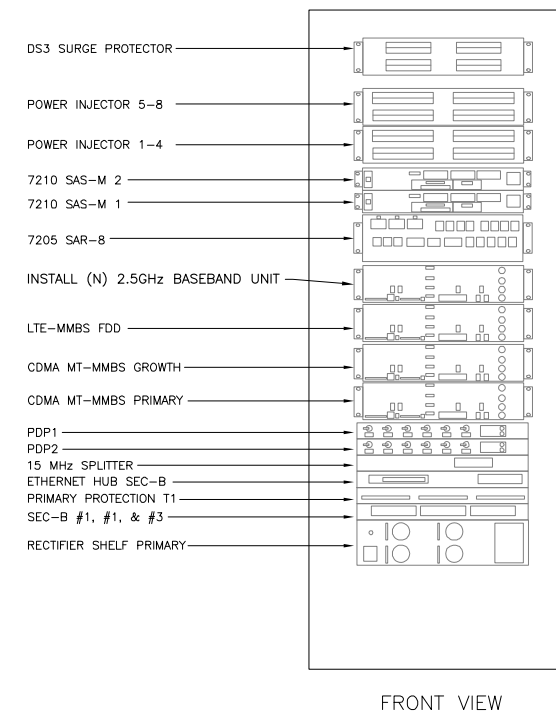 DS3 SURGE PROTECTOR
POWER INJECTOR 5-8
POWER INJECTOR 1-4
7210 SAS-M 2
7210 SAS-M 1
7205 SAR-8
INSTALL (N) 2.5GHz BASEBAND UNIT
LTE-MMBS FDD
CDMA MT-MMBS GROWTH
CDMA MT-MMBS PRIMARY
PDP1
PDP2
15 MHz SPLITTER
ETHERNET HUB SEC-B
PRIMARY PROTECTION T1
SEC-B #1, #1, & #3
RECTIFIER SHELF PRIMARY
FRONT VIEW